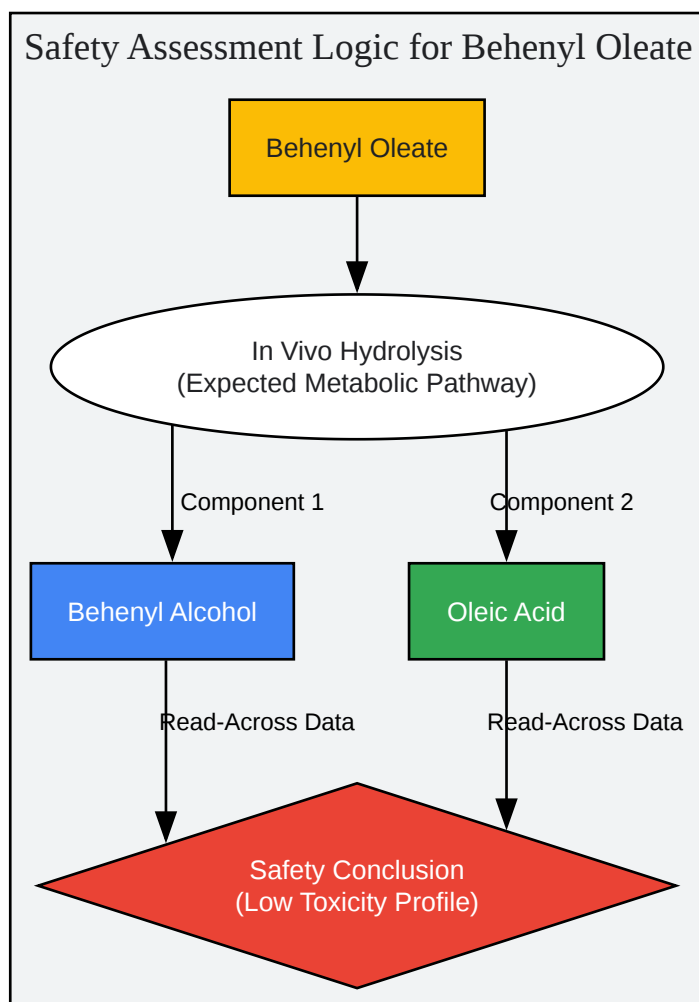 Safety Assessment Logic for Behenyl Oleate
Behenyl Oleate
In Vivo Hydrolysis
(Expected Metabolic Pathway)
Component 1
Component 2
Behenyl Alcohol
Oleic Acid
Read-Across Data
Read-Across Data
Safety Conclusion
(Low Toxicity Profile)